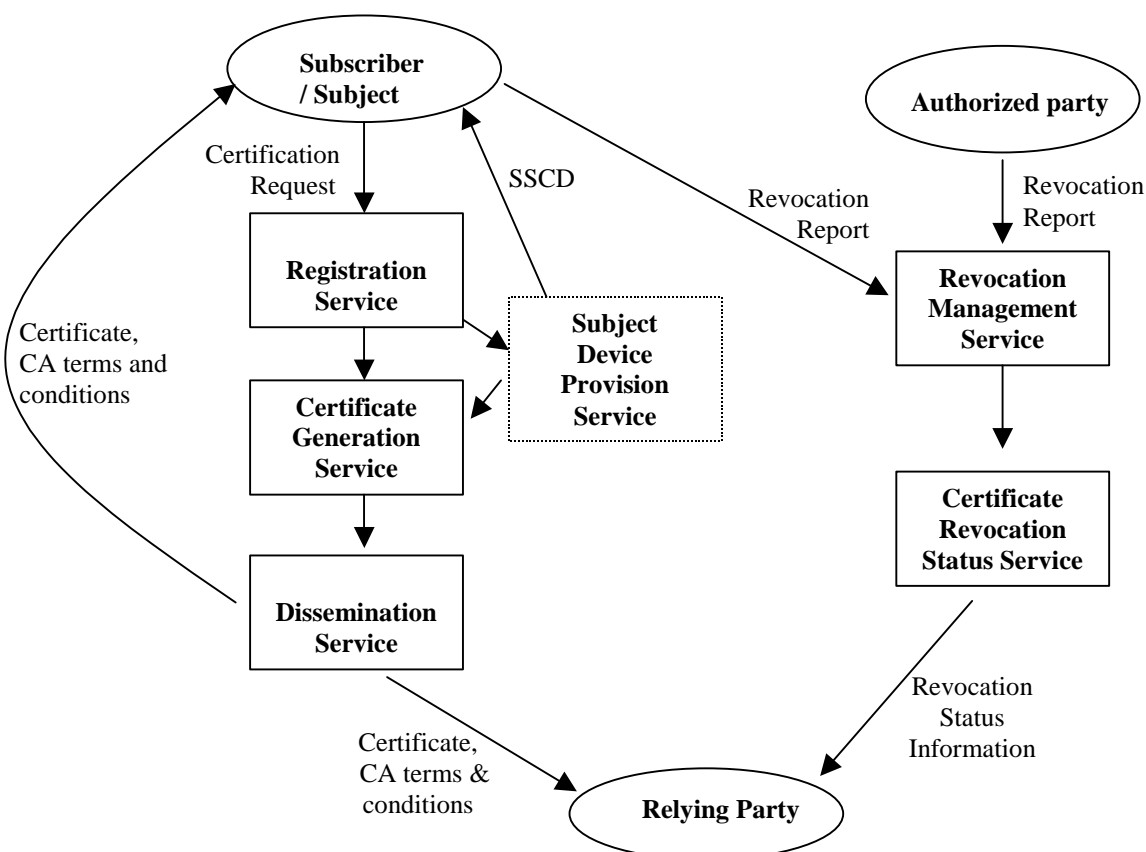 Subscriber
/ Subject
Authorized party
Certification
Request
SSCD
Revocation
Report
Revocation
Report
Registration
Service
Revocation
Management
Service
Subject
Device
Provision
Service
Certificate,
CA terms and
conditions
Certificate
Generation
Service
Certificate
Revocation
Status Service
Dissemination
Service
Revocation
Status
Information
Certificate,
CA terms &
conditions
Relying Party